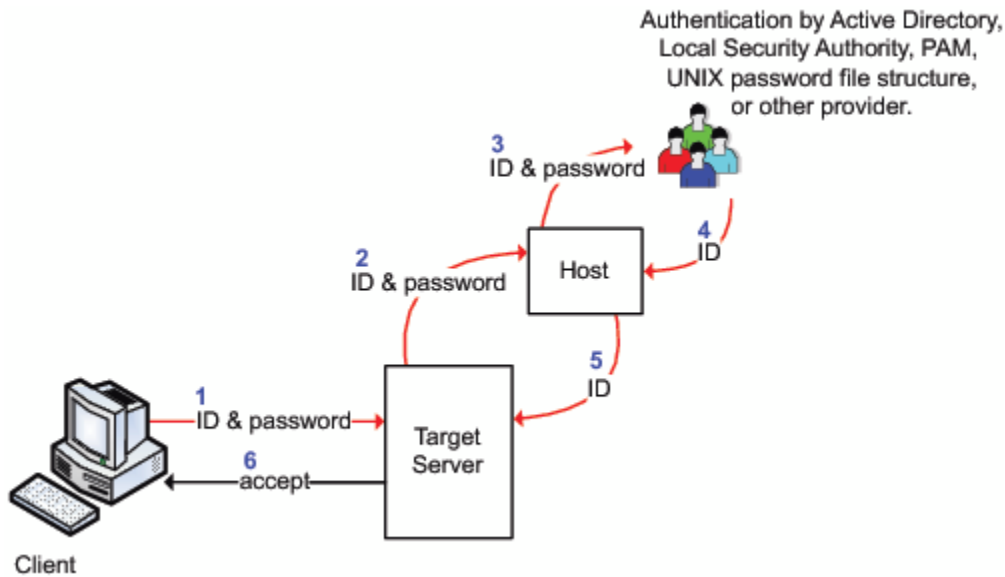 Authentication by Active Directory,
Local Security Authority, PAM,
UNIX password file structure,
or other provider.
3
ID & password
4
ID
2
ID & password
Host
5
ID
1
ID & password
Target
Server
6
accept
Client